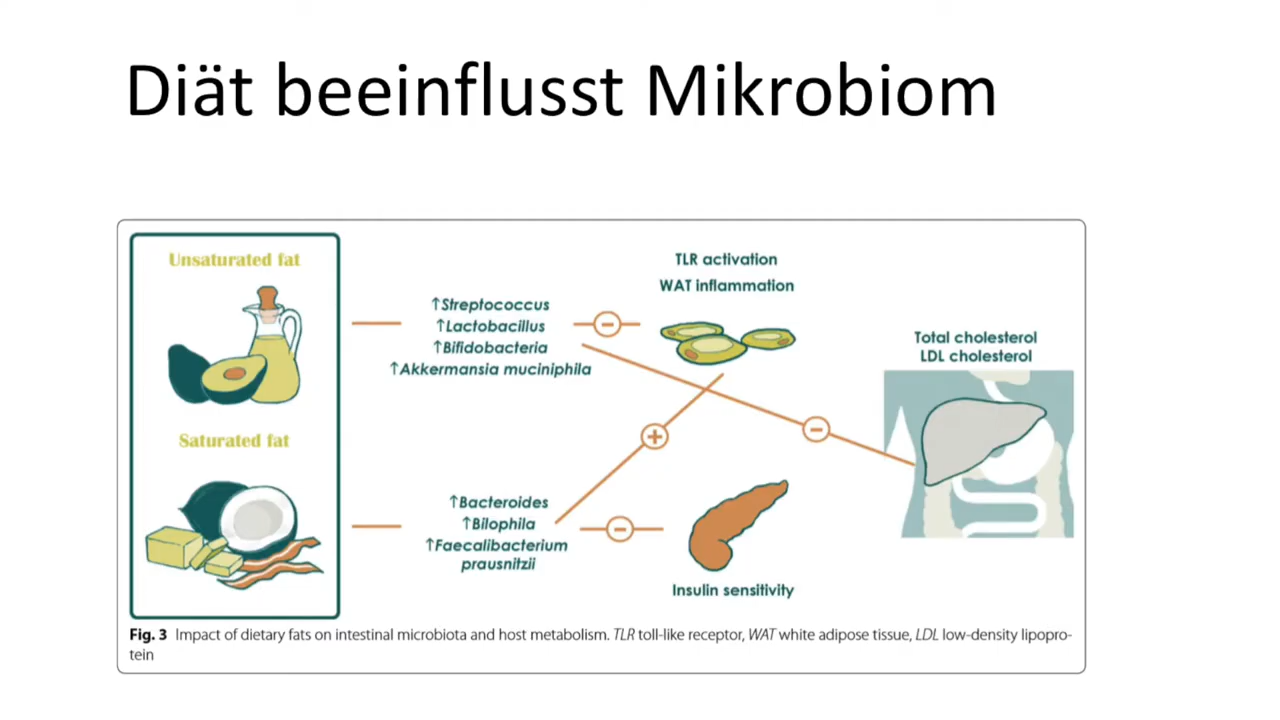 Diät beeinflusst Mikrobiom
Unsaturated fat
↑Streptococcus
↑Lactobacillus
↑Bifidobacteria
↑Akkermansia muciniphila
TLR activation
WAT inflammation
Total cholesterol
LDL cholesterol
Saturated fat
↑Bacteroides
↑Bilophila
↑Faecalibacterium
prausnitzii
Insulin sensitivity
Fig. 3 Impact of dietary fats on intestinal microbiota and host metabolism. TLR toll-like receptor, WAT white adipose tissue, LDL low-density lipopro-
tein